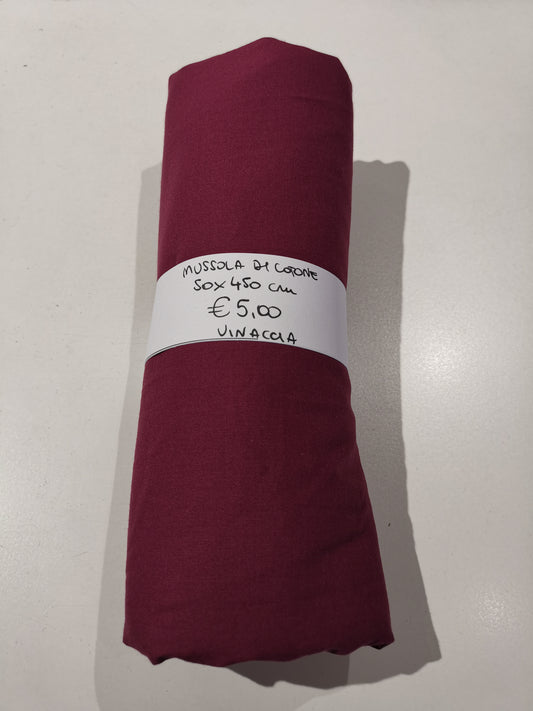 MUSSOLA DI COTONE
50x450 cm
€5,00
VINACCIA